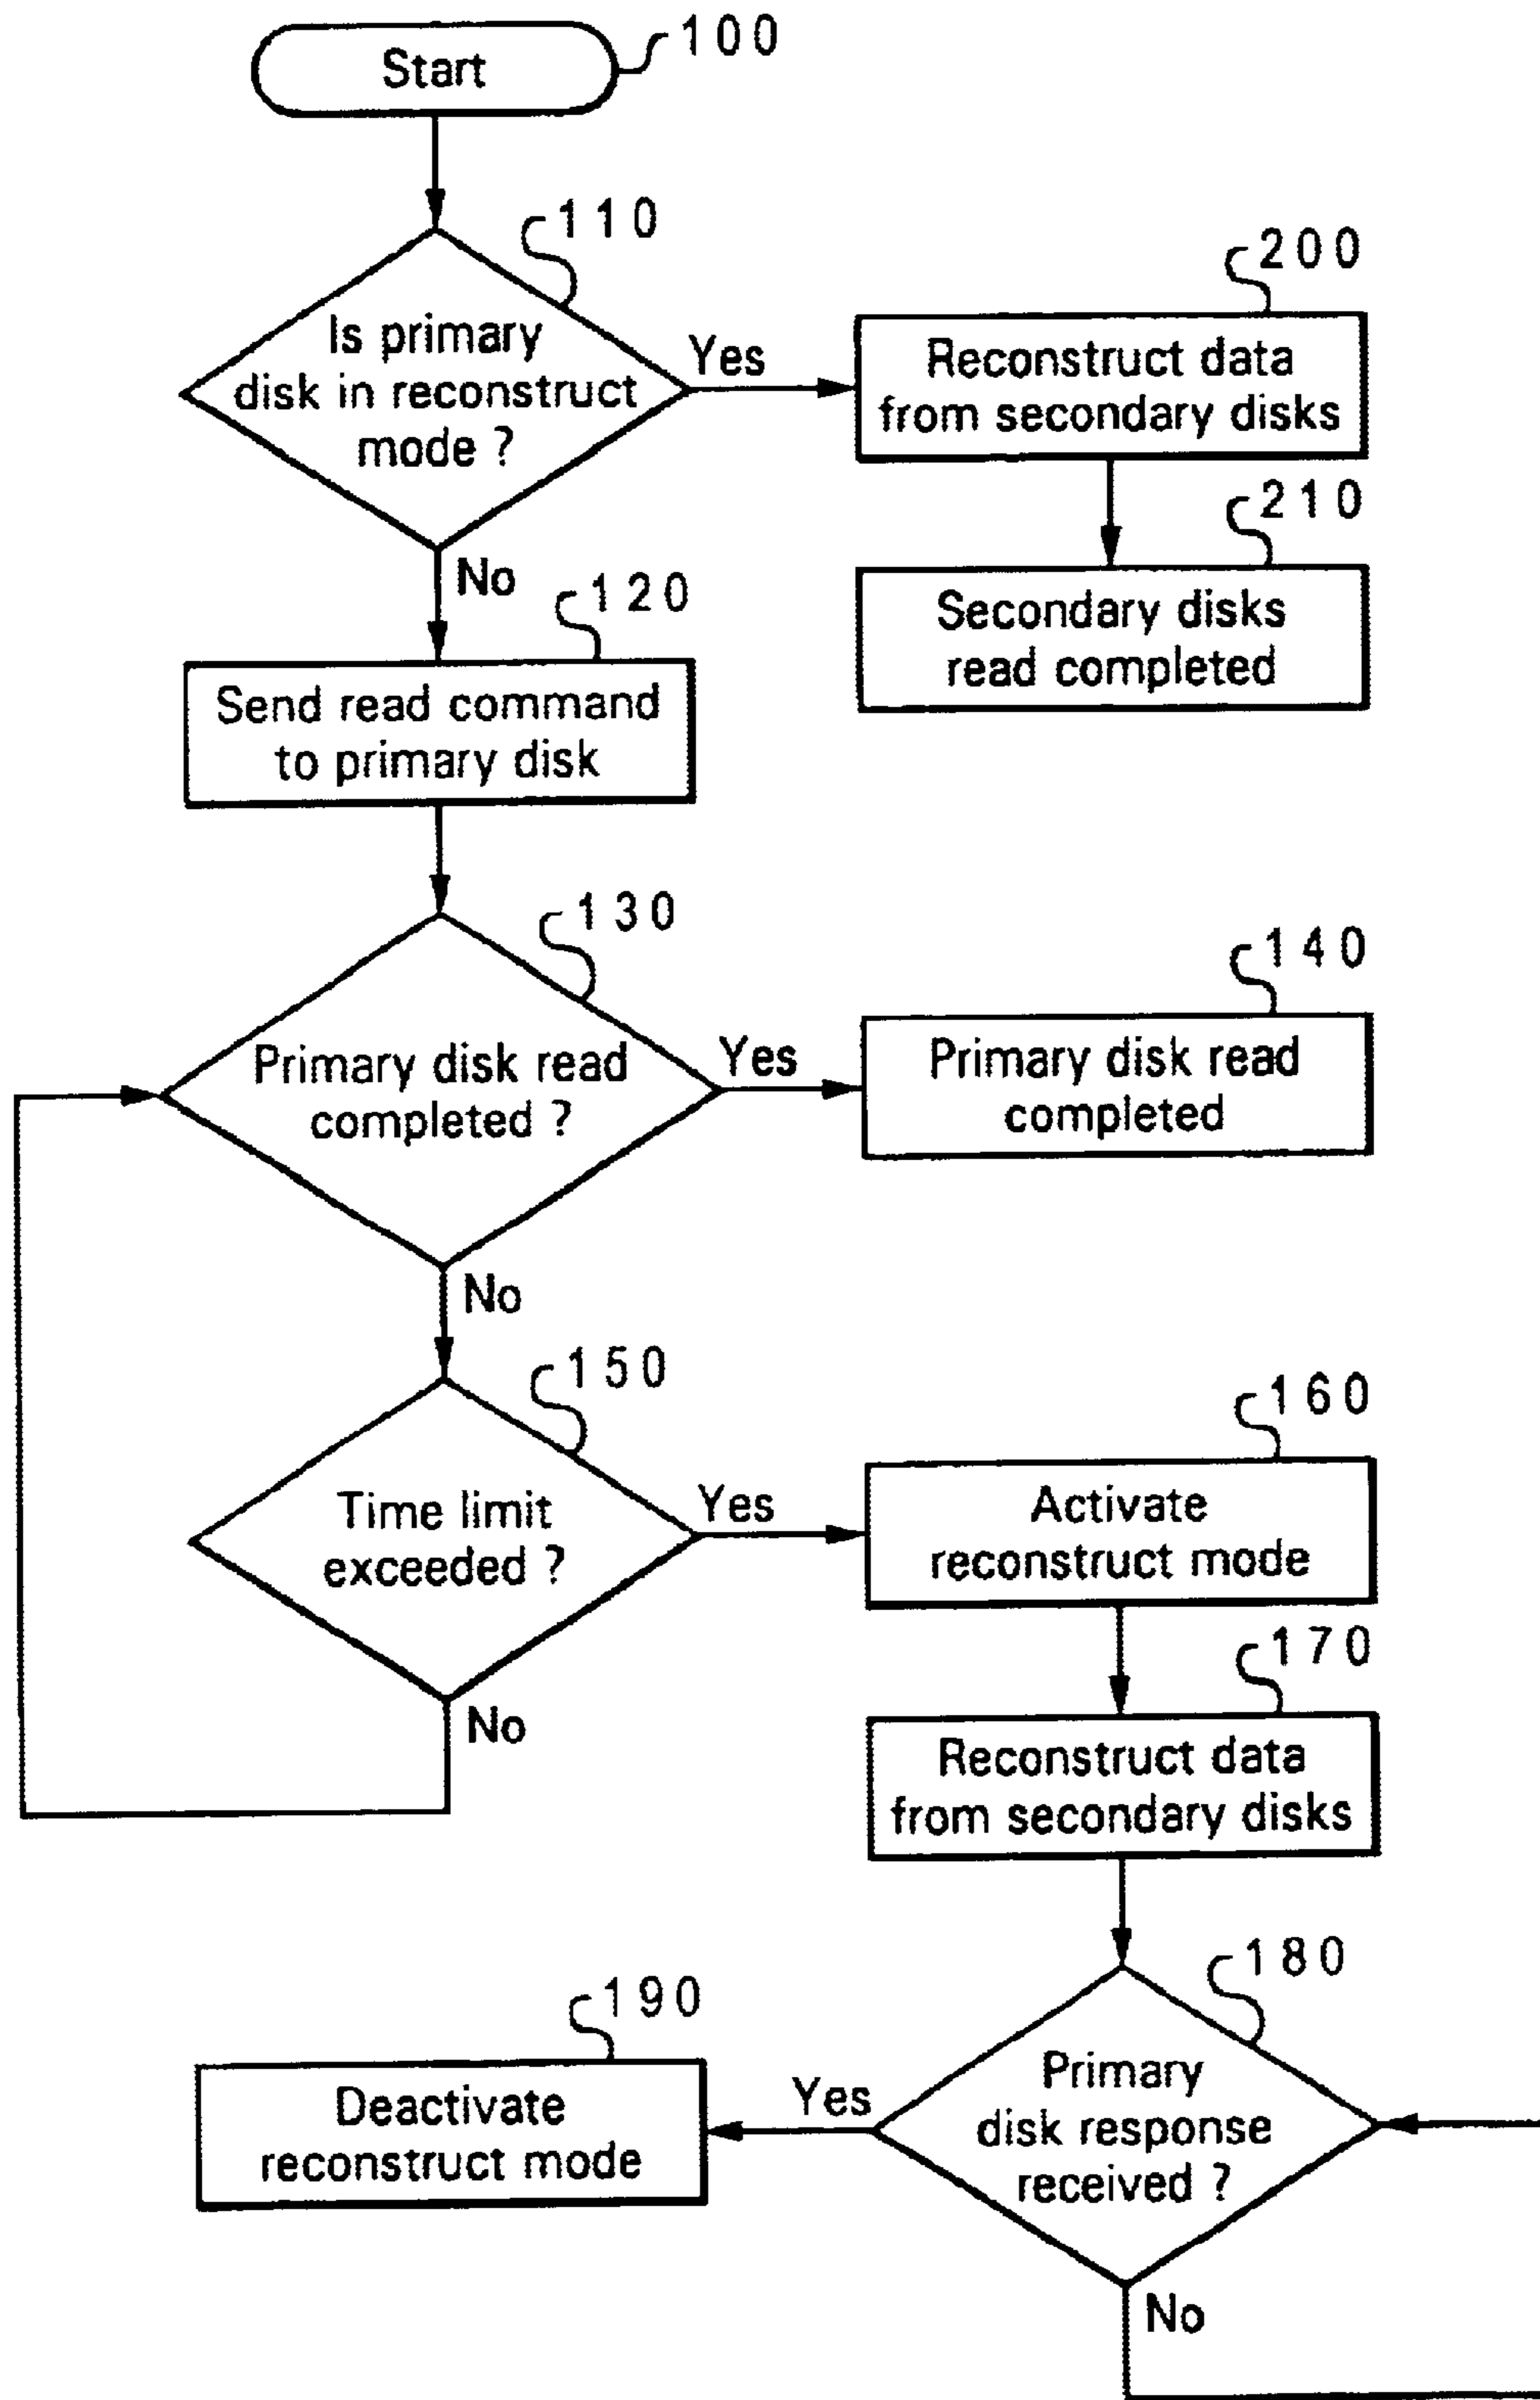 Start
100
110
Is primary
disk in reconstruct
mode ?
Yes
No
200
Reconstruct data
from secondary disks
210
Secondary disks
read completed
120
Send read command
to primary disk
130
Primary disk read
completed ?
Yes
No
140
Primary disk read
completed
150
Time limit
exceeded ?
Yes
No
160
Activate
reconstruct mode
170
Reconstruct data
from secondary disks
180
Primary
disk response
received ?
Yes
No
190
Deactivate
reconstruct mode